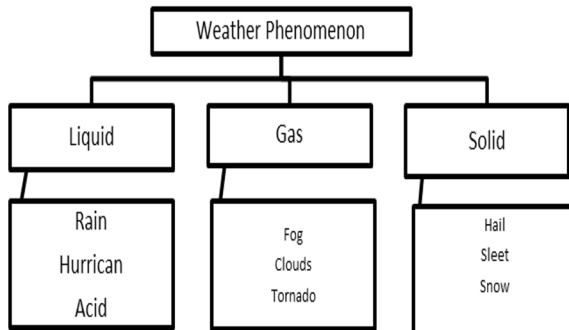 Weather Phenomenon
Liquid
Gas
Solid
Rain
Hurrican
Acid
Fog
Clouds
Tornado
Hail
Sleet
Snow